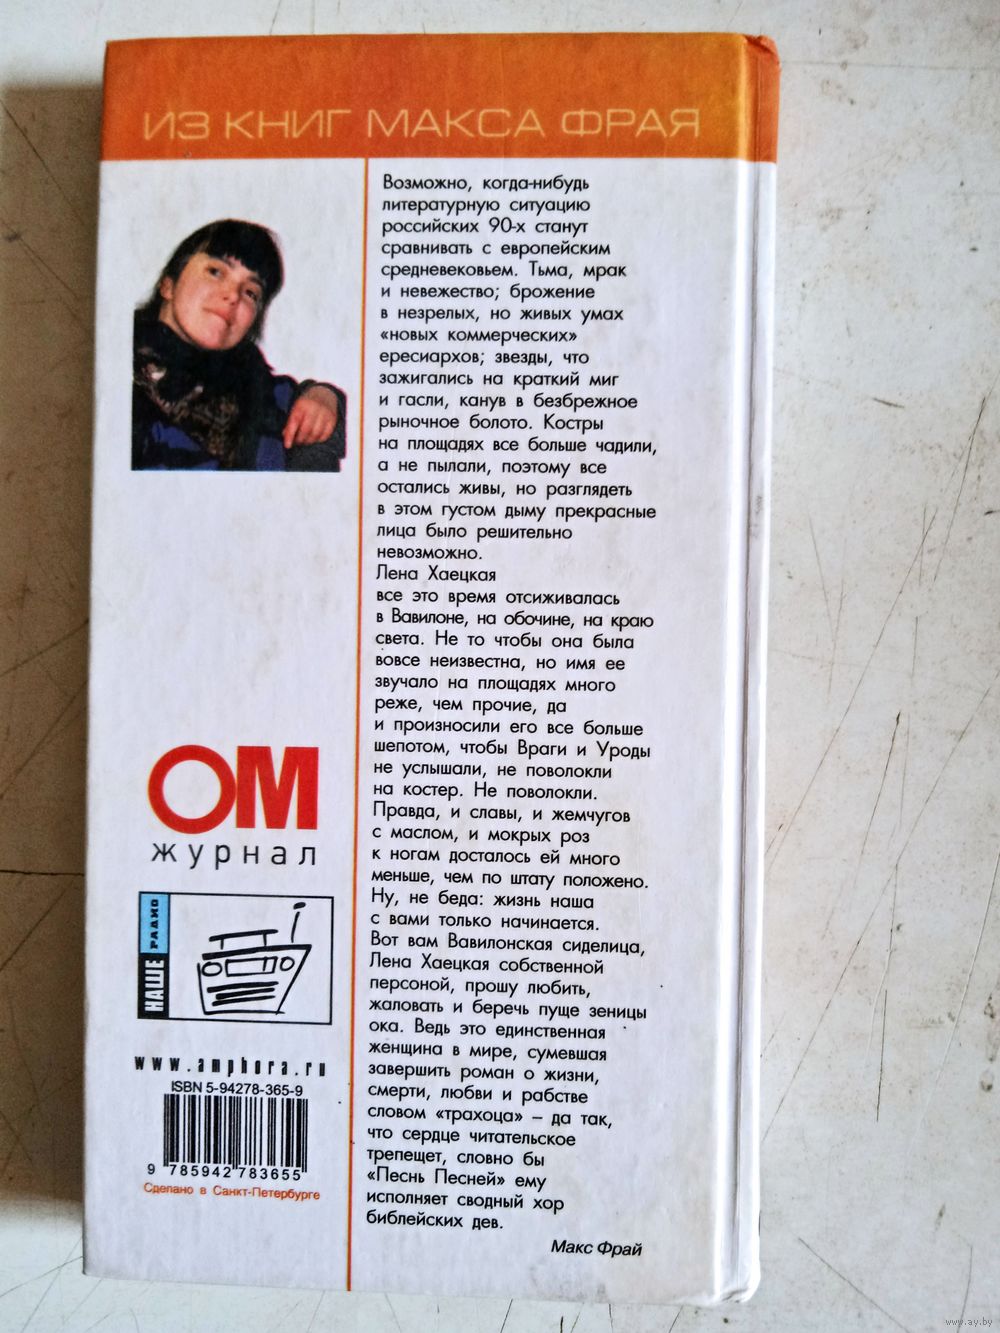 ИЗ КНИГ МАКСА ФРАЯ
Возможно, когда-нибудь
литературную ситуацию
российских 90-х станут
сравнивать с европейским
средневековьем. Тьма, мрак
и невежество; брожение
в незрелых, но живых умах
«новых коммерческих»
ересиархов; звезды, что
зажигались на краткий миг
и гасли, канув в безбрежное
рыночное болото. Костры
на площадях все больше чадили,
а не пылали, поэтому все
остались живы, но разглядеть
в этом густом дыму прекрасные
лица было решительно
невозможно.
Лена Хаецкая
все это время отсиживалась
в Вавилоне, на обочине, на краю
света. Не то чтобы она была
вовсе неизвестна, но имя ее
звучало на площадях много
реже, чем прочие, да
и произносили его все больше
шепотом, чтобы Враги и Уроды
не услышали, не поволокли
на костер. Не поволокли.
Правда, и славы, и жемчугов
с маслом, и мокрых роз
к ногам досталось ей много
меньше, чем по штату положено.
Ну, не беда: жизнь наша
с вами только начинается.
Вот вам Вавилонская сиделица,
Лена Хаецкая собственной
персоной, прошу любить,
жаловать и беречь пуще зеницы
ока. Ведь это единственная
женщина в мире, сумевшая
завершить роман о жизни,
смерти, любви и рабстве
словом «трахоца» – да так,
что сердце читательское
трепещет, словно бы
«Песнь Песней» ему
исполняет сводный хор
библейских дев.
Макс Фрай
ОМ
журнал
НАШЕ РАДИО
www.amphora.ru
ISBN 5-94278-365-9
9 785942 783655
Сделано в Санкт-Петербурге
www.ay.by